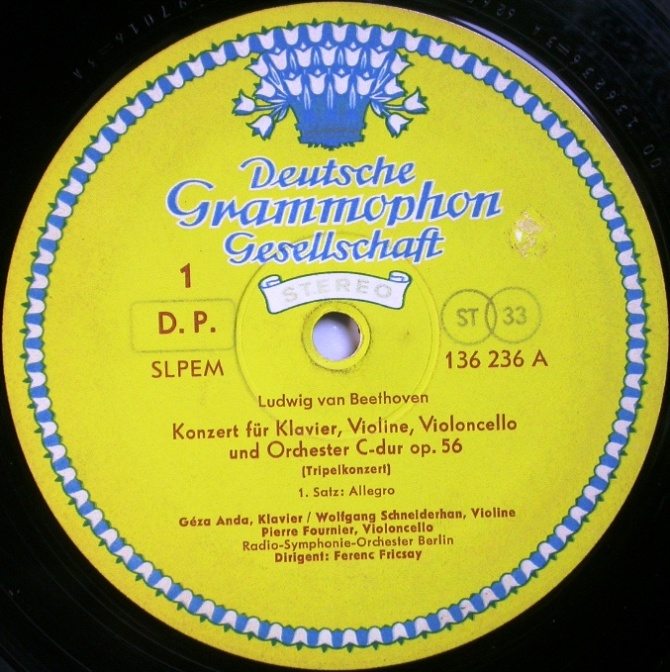 Deutsche
Grammophon
Gesellschaft
STEREO
1
D. P.
SLPEM
ST 33
136 236 A
Ludwig van Beethoven
Konzert für Klavier, Violine, Violoncello
und Orchester C-dur op. 56
(Tripelkonzert)
1. Satz: Allegro
Géza Anda, Klavier / Wolfgang Schneiderhan, Violine
Pierre Fournier, Violoncello
Radio-Symphonie-Orchester Berlin
Dirigent: Ferenc Fricsay